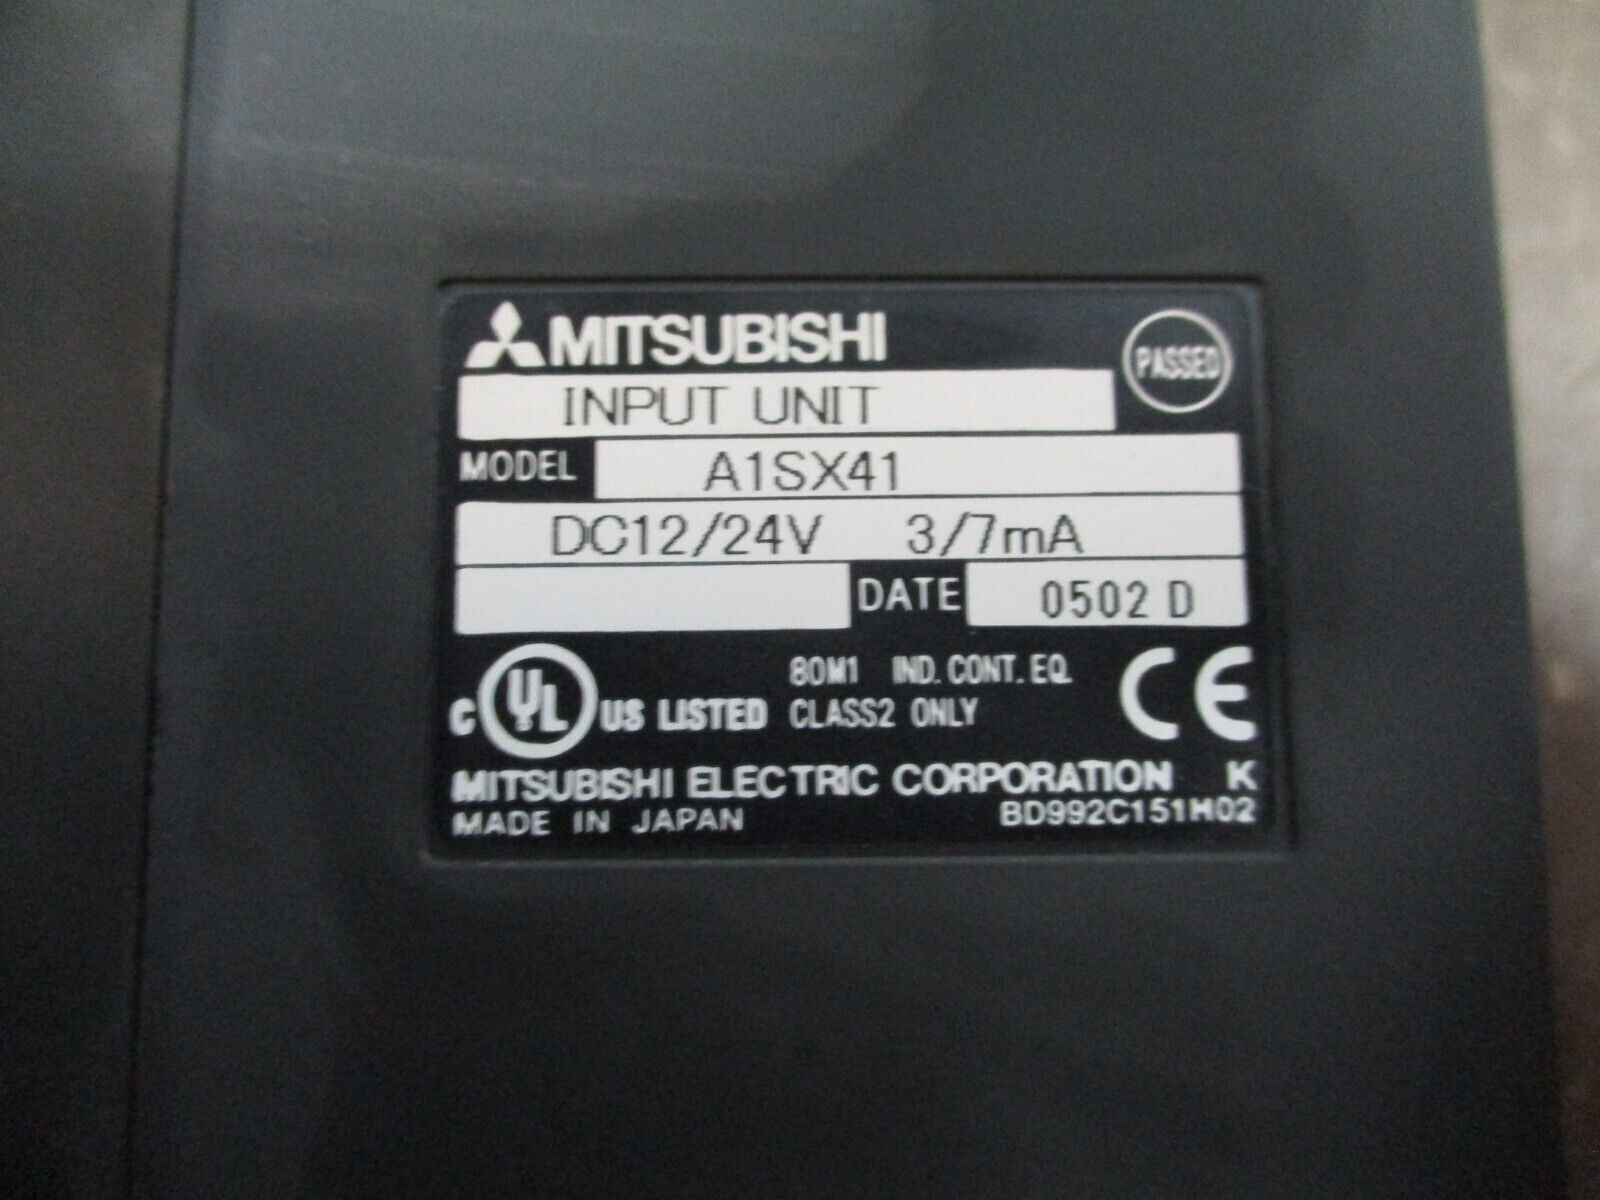 MITSUBISHI
PASSED
INPUT UNIT
MODEL A1SX41
DC12/24V 3/7mA
DATE 0502 D
C UL US LISTED
80M1 IND. CONT. EQ.
CLASS2 ONLY
CE
MITSUBISHI ELECTRIC CORPORATION K
MADE IN JAPAN BD992C151H02